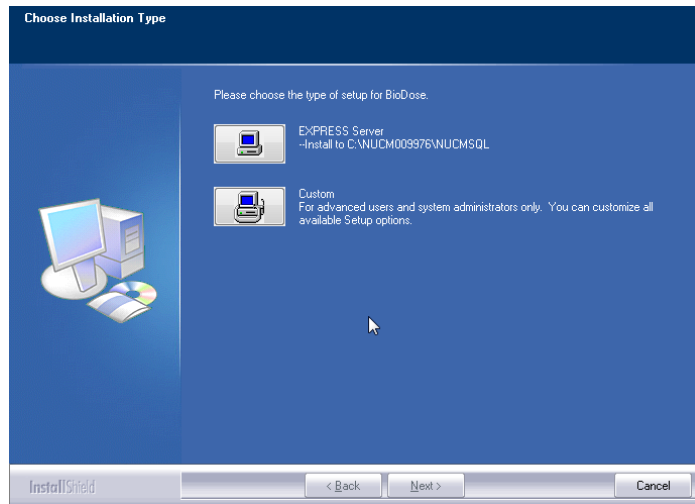 Choose Installation Type
Please choose the type of setup for BioDose.
EXPRESS Server
--Install to C:\NUCM009976\NUCMSQL
Custom
For advanced users and system administrators only. You can customize all
available Setup options.
InstallShield
< Back
Next >
Cancel